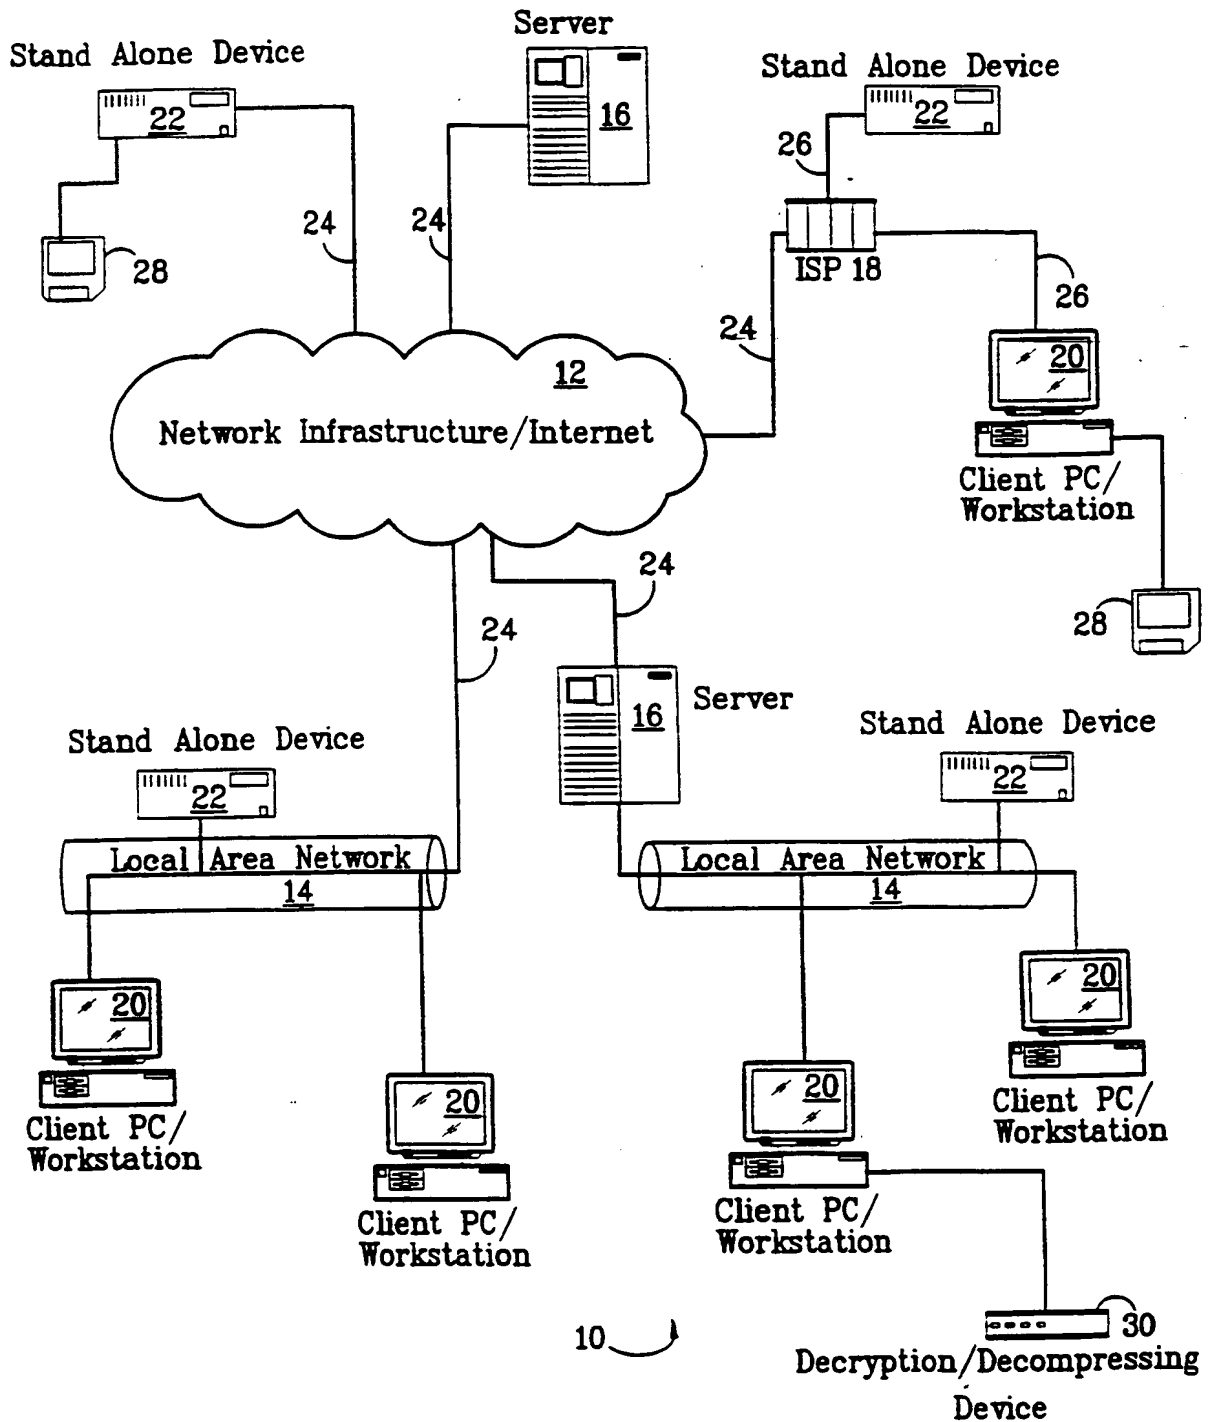 Server
Stand Alone Device
22
16
Stand Alone Device
22
26
24
24
28
ISP 18
26
24
12
Network Infrastructure/Internet
20
Client PC/
Workstation
28
24
24
16
Server
Stand Alone Device
22
Stand Alone Device
22
Local Area Network
14
Local Area Network
14
20
Client PC/
Workstation
20
Client PC/
Workstation
20
Client PC/
Workstation
20
Client PC/
Workstation
10
30
Decryption/Decompressing
Device